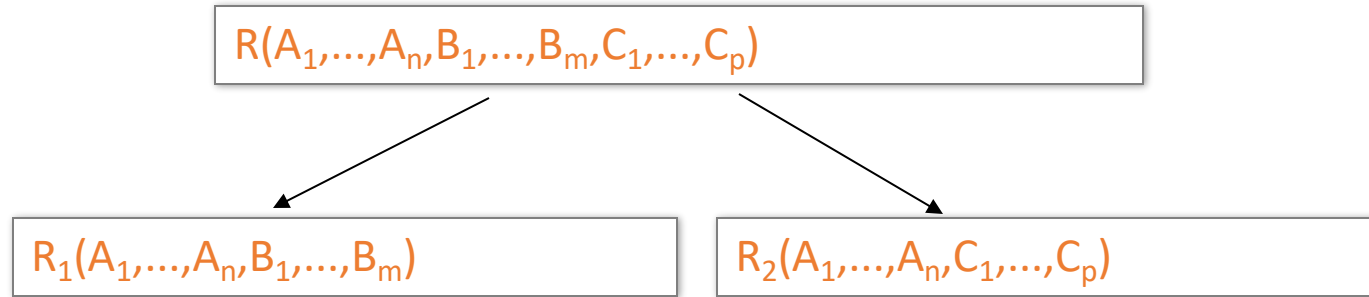 R(A₁,...,Aₙ,B₁,...,Bₘ,C₁,...,Cₚ)
R₁(A₁,...,Aₙ,B₁,...,Bₘ)
R₂(A₁,...,Aₙ,C₁,...,Cₚ)